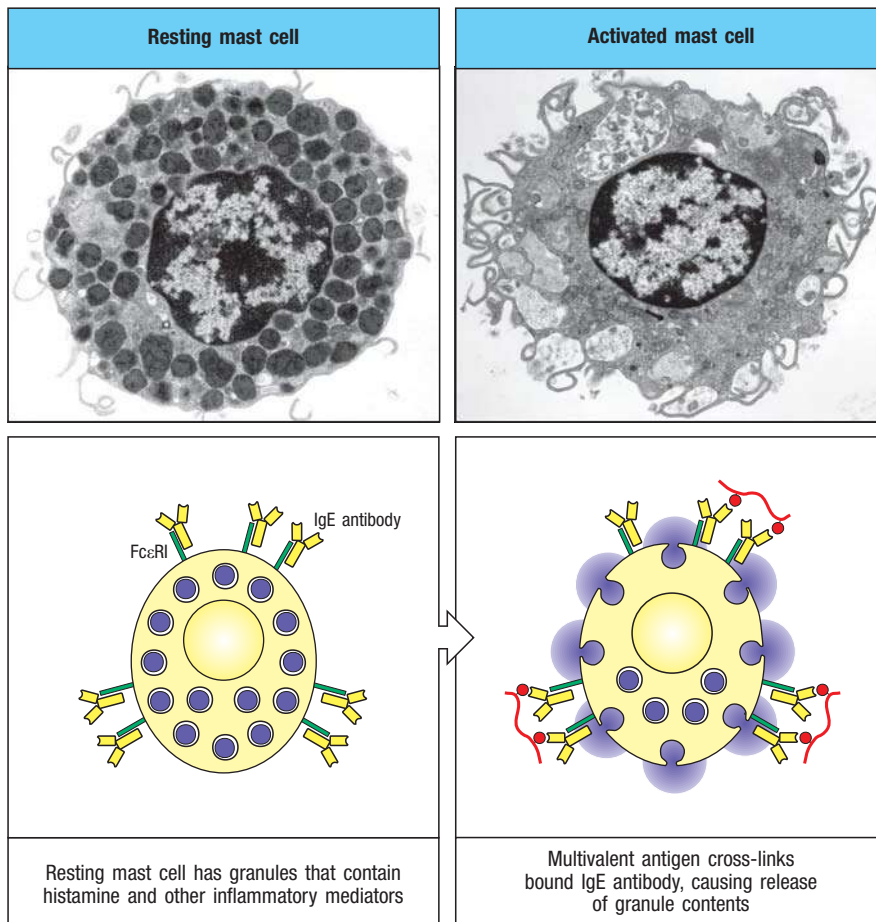 Resting mast cell
Activated mast cell
IgE antibody
FcεRI
Resting mast cell has granules that contain
histamine and other inflammatory mediators
Multivalent antigen cross-links
bound IgE antibody, causing release
of granule contents